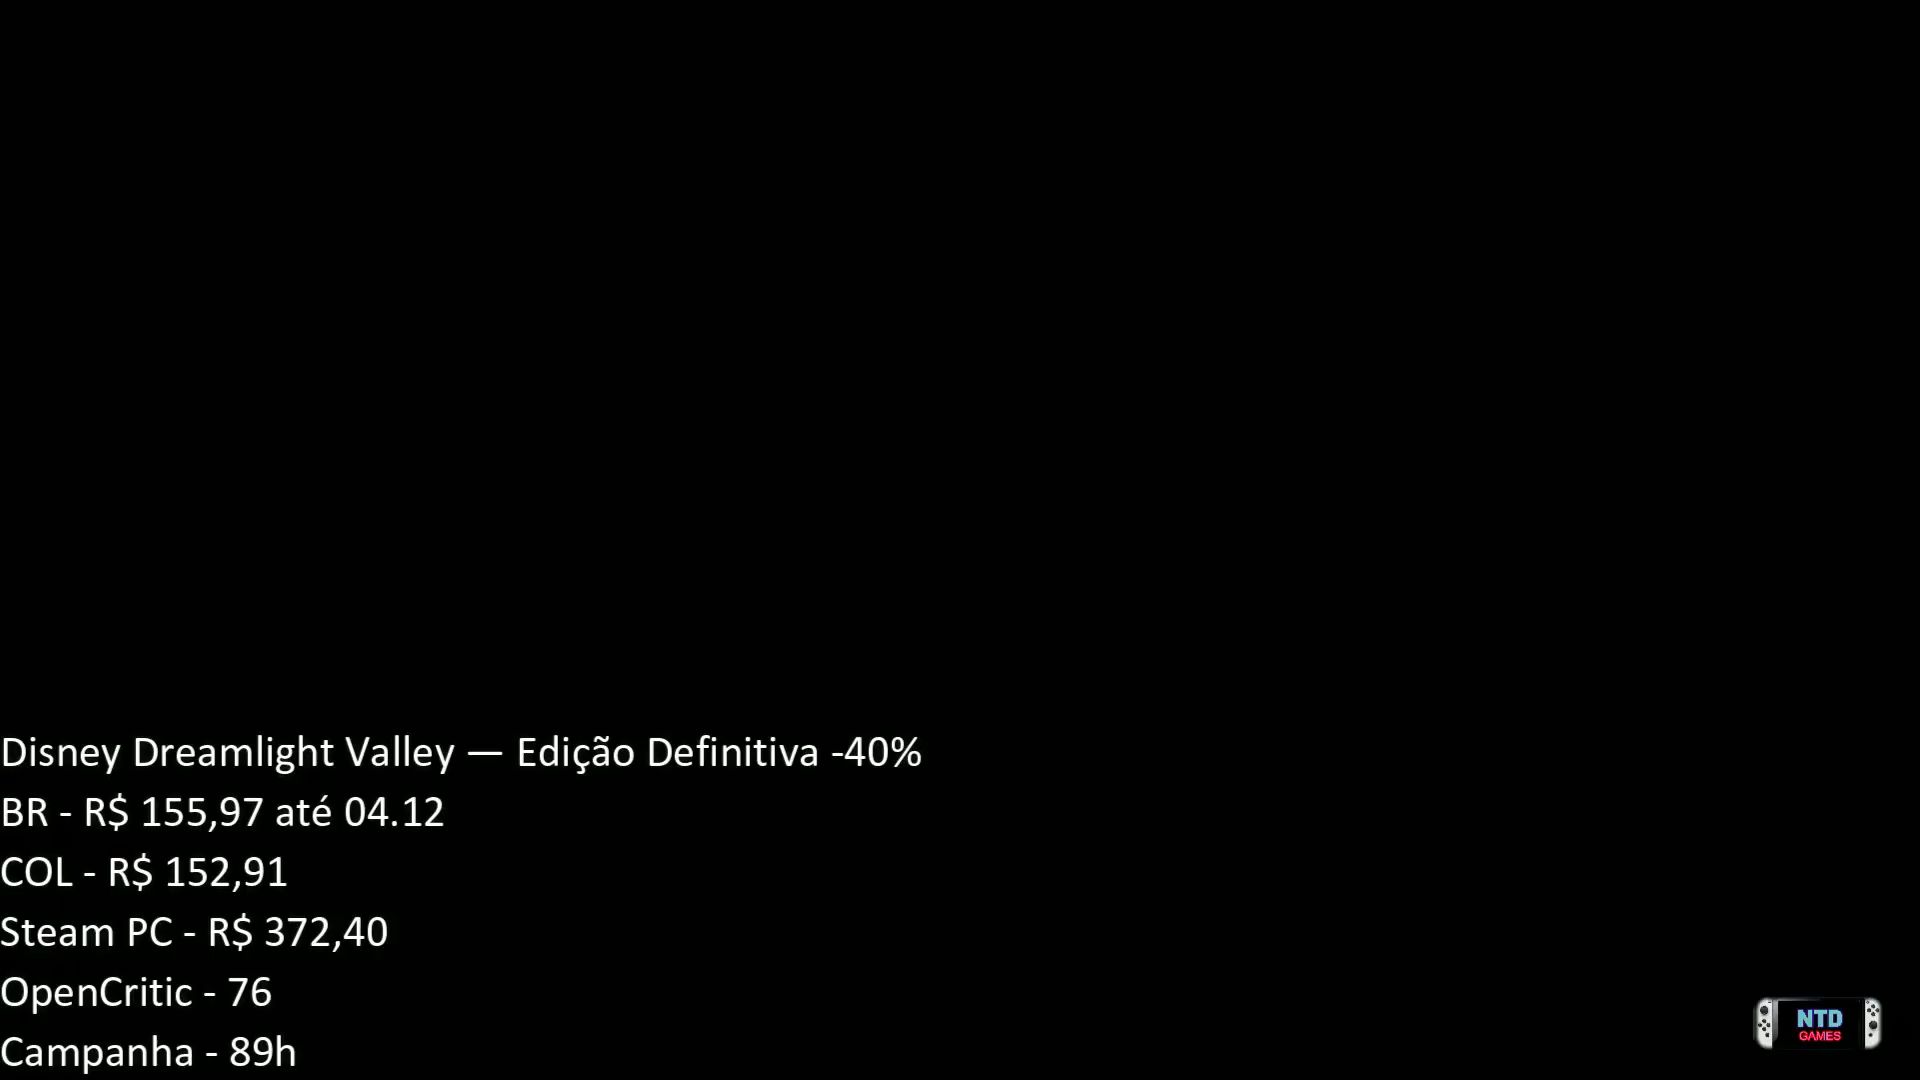 Disney Dreamlight Valley — Edição Definitiva -40%
BR - R$ 155,97 até 04.12
COL - R$ 152,91
Steam PC - R$ 372,40
OpenCritic - 76
Campanha - 89h
NTD
GAMES